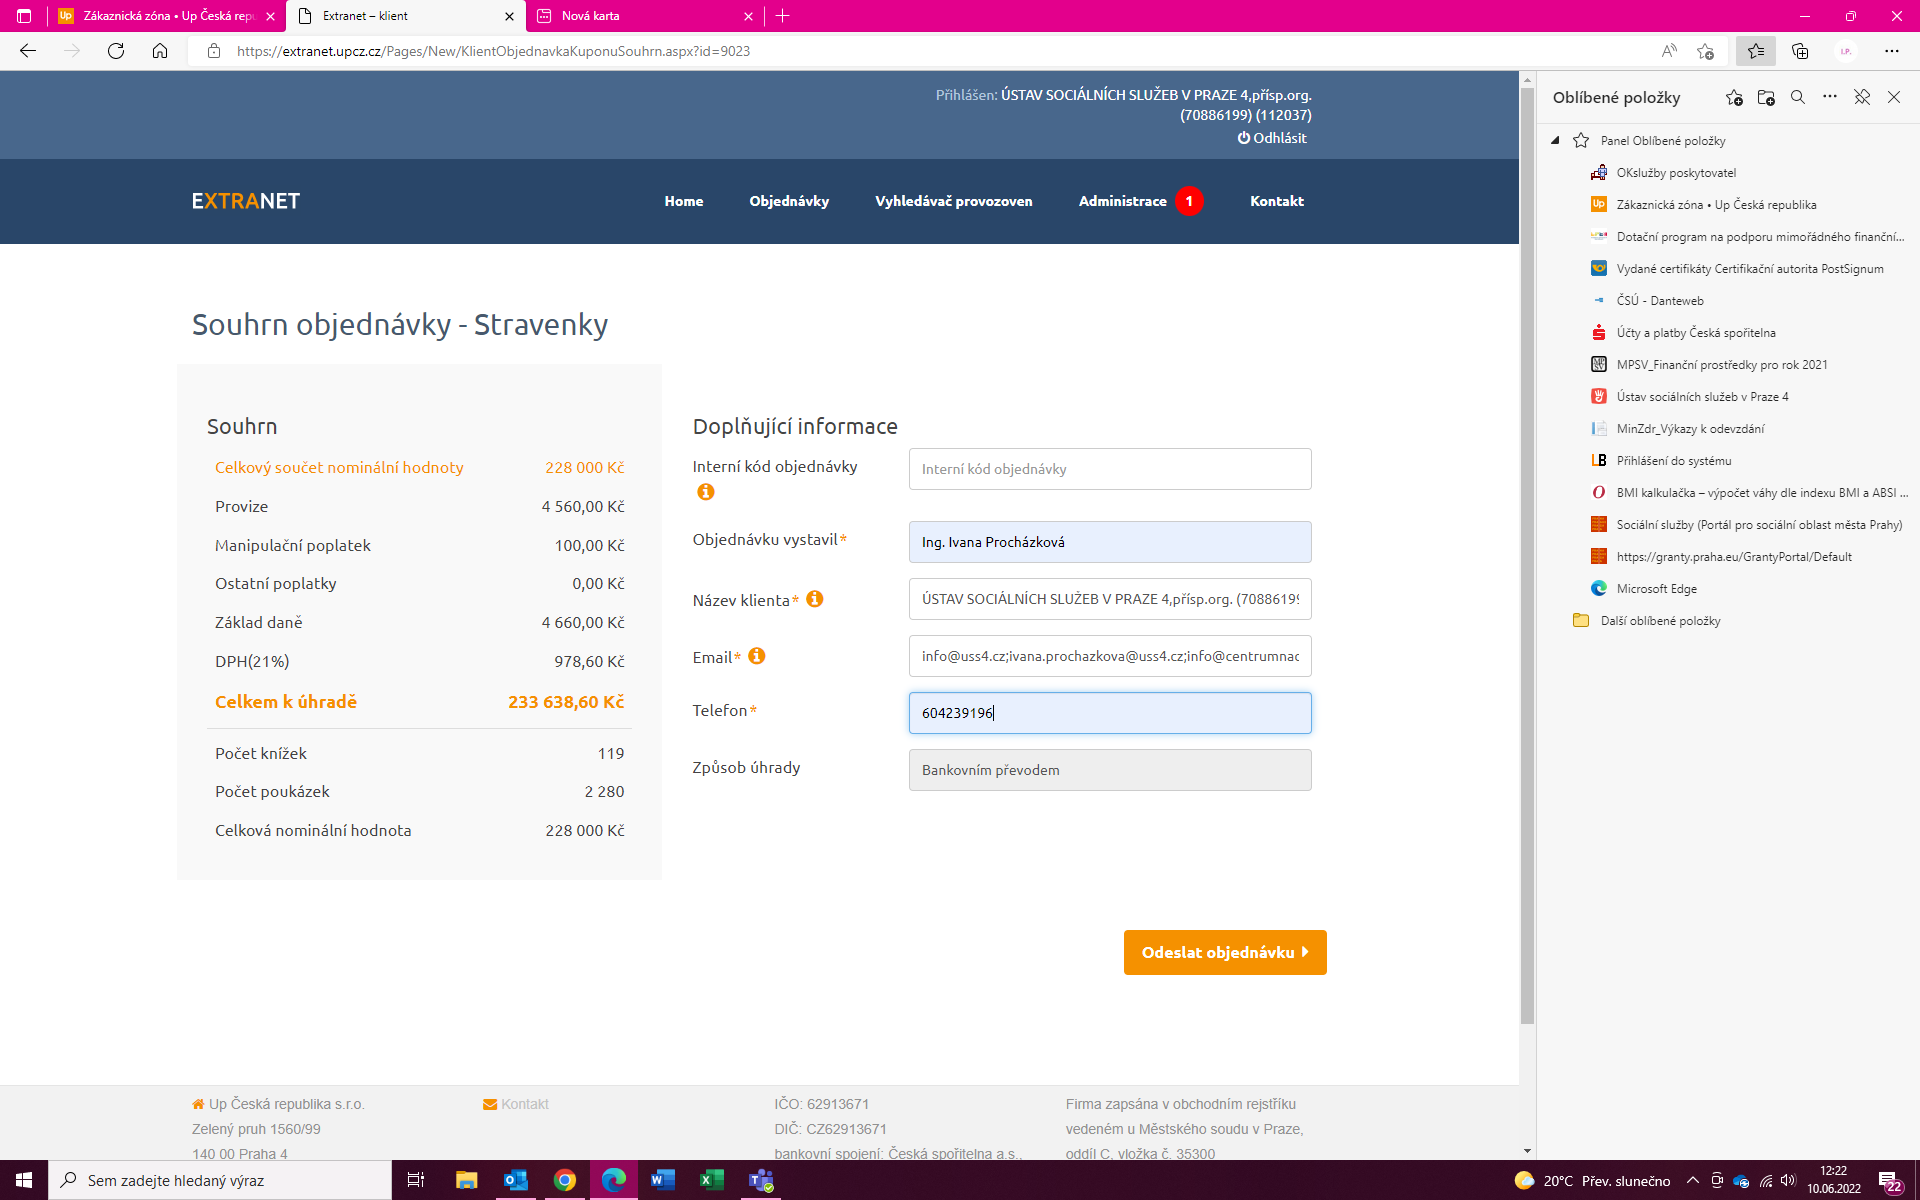 Zákaznická zóna • Up Česká rep
Extranet – klient
Nová karta
https://extranet.upcz.cz/Pages/New/KlientObjednavkaKuponuSouhrn.aspx?id=9023
Přihlášen: ÚSTAV SOCIÁLNÍCH SLUŽEB V PRAZE 4,přísp.org.
(70886199) (112037)
Odhlásit
EXTRANET
Home
Objednávky
Vyhledávač provozoven
Administrace
1
Kontakt
Souhrn objednávky - Stravenky
Souhrn
Celkový součet nominální hodnoty 228 000 Kč
Provize 4 560,00 Kč
Manipulační poplatek 100,00 Kč
Ostatní poplatky 0,00 Kč
Základ daně 4 660,00 Kč
DPH(21%) 978,60 Kč
Celkem k úhradě 233 638,60 Kč
Počet knížek 119
Počet poukázek 2 280
Celková nominální hodnota 228 000 Kč
Doplňující informace
Interní kód objednávky Interní kód objednávky
Objednávku vystavil* Ing. Ivana Procházková
Název klienta* ÚSTAV SOCIÁLNÍCH SLUŽEB V PRAZE 4,přísp.org. (7088619
Email* info@uss4.cz;ivana.prochazkova@uss4.cz;info@centrumnac
Telefon* 604239196
Způsob úhrady Bankovním převodem
Odeslat objednávku
Up Česká republika s.r.o.
Zelený pruh 1560/99
140 00 Praha 4
Kontakt
IČO: 62913671
DIČ: CZ62913671
bankovní spojení: Česká spořitelna a.s.,
Firma zapsána v obchodním rejstříku
vedeném u Městského soudu v Praze,
oddíl C, vložka č. 35300
Oblíbené položky
Panel Oblíbené položky
OKslužby poskytovatel
Up Zákaznická zóna • Up Česká republika
Dotační program na podporu mimořádného finanční...
Vydané certifikáty Certifikační autorita PostSignum
ČSÚ - Danteweb
Účty a platby Česká spořitelna
MPSV_Finanční prostředky pro rok 2021
Ústav sociálních služeb v Praze 4
MinZdr_Výkazy k odevzdání
Přihlášení do systému
BMI kalkulačka – výpočet váhy dle indexu BMI a ABSI ...
Sociální služby (Portál pro sociální oblast města Prahy)
https://granty.praha.eu/GrantyPortal/Default
Microsoft Edge
Další oblíbené položky
Sem zadejte hledaný výraz
20°C Přev. slunečno
12:22
10.06.2022
22